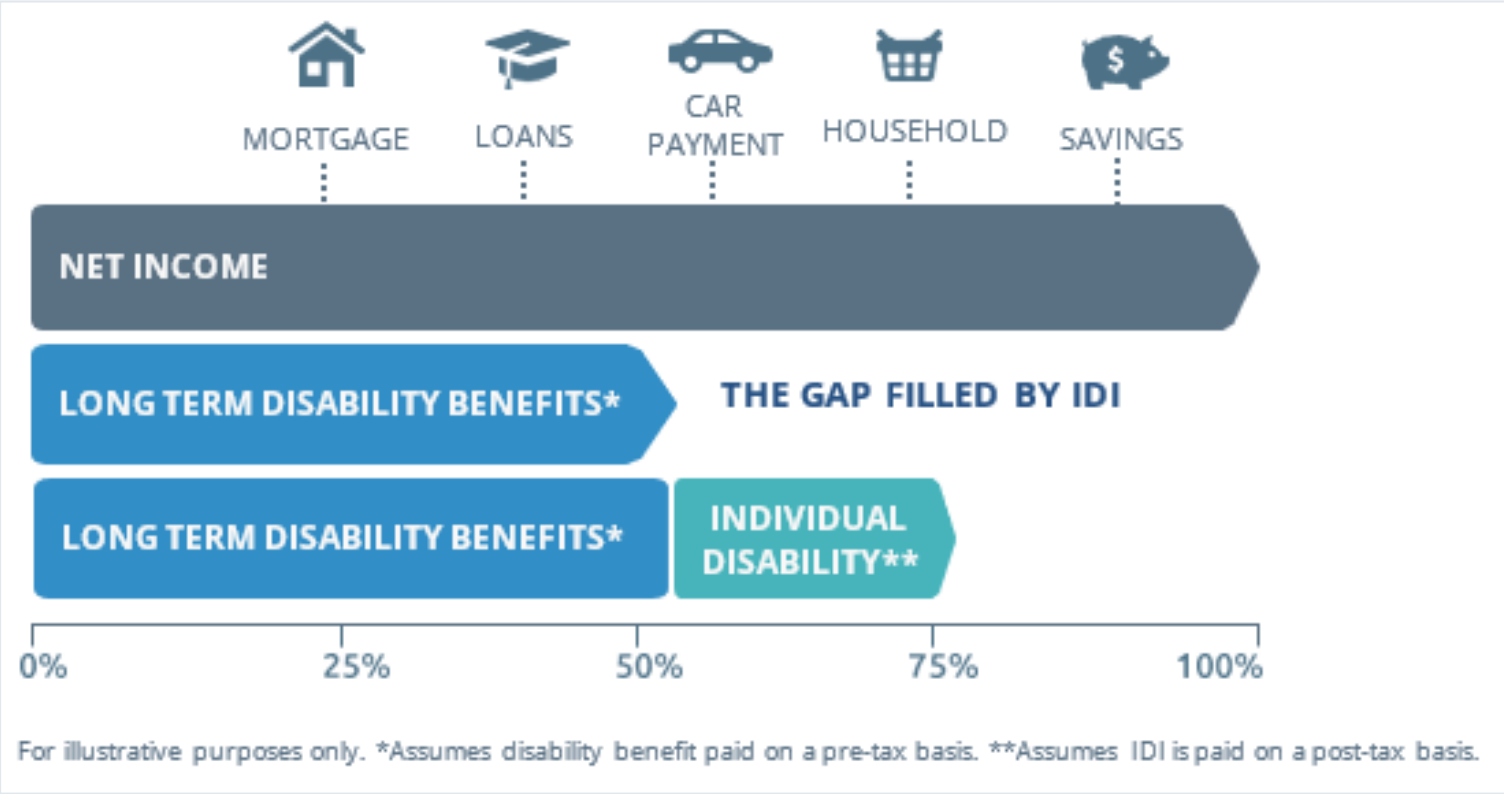 MORTGAGE
LOANS
CAR
PAYMENT
HOUSEHOLD
SAVINGS
$
NET INCOME
LONG TERM DISABILITY BENEFITS*
THE GAP FILLED BY IDI
LONG TERM DISABILITY BENEFITS*
INDIVIDUAL
DISABILITY**
0%
25%
50%
75%
100%
For illustrative purposes only. *Assumes disability benefit paid on a pre-tax basis. **Assumes IDI is paid on a post-tax basis.